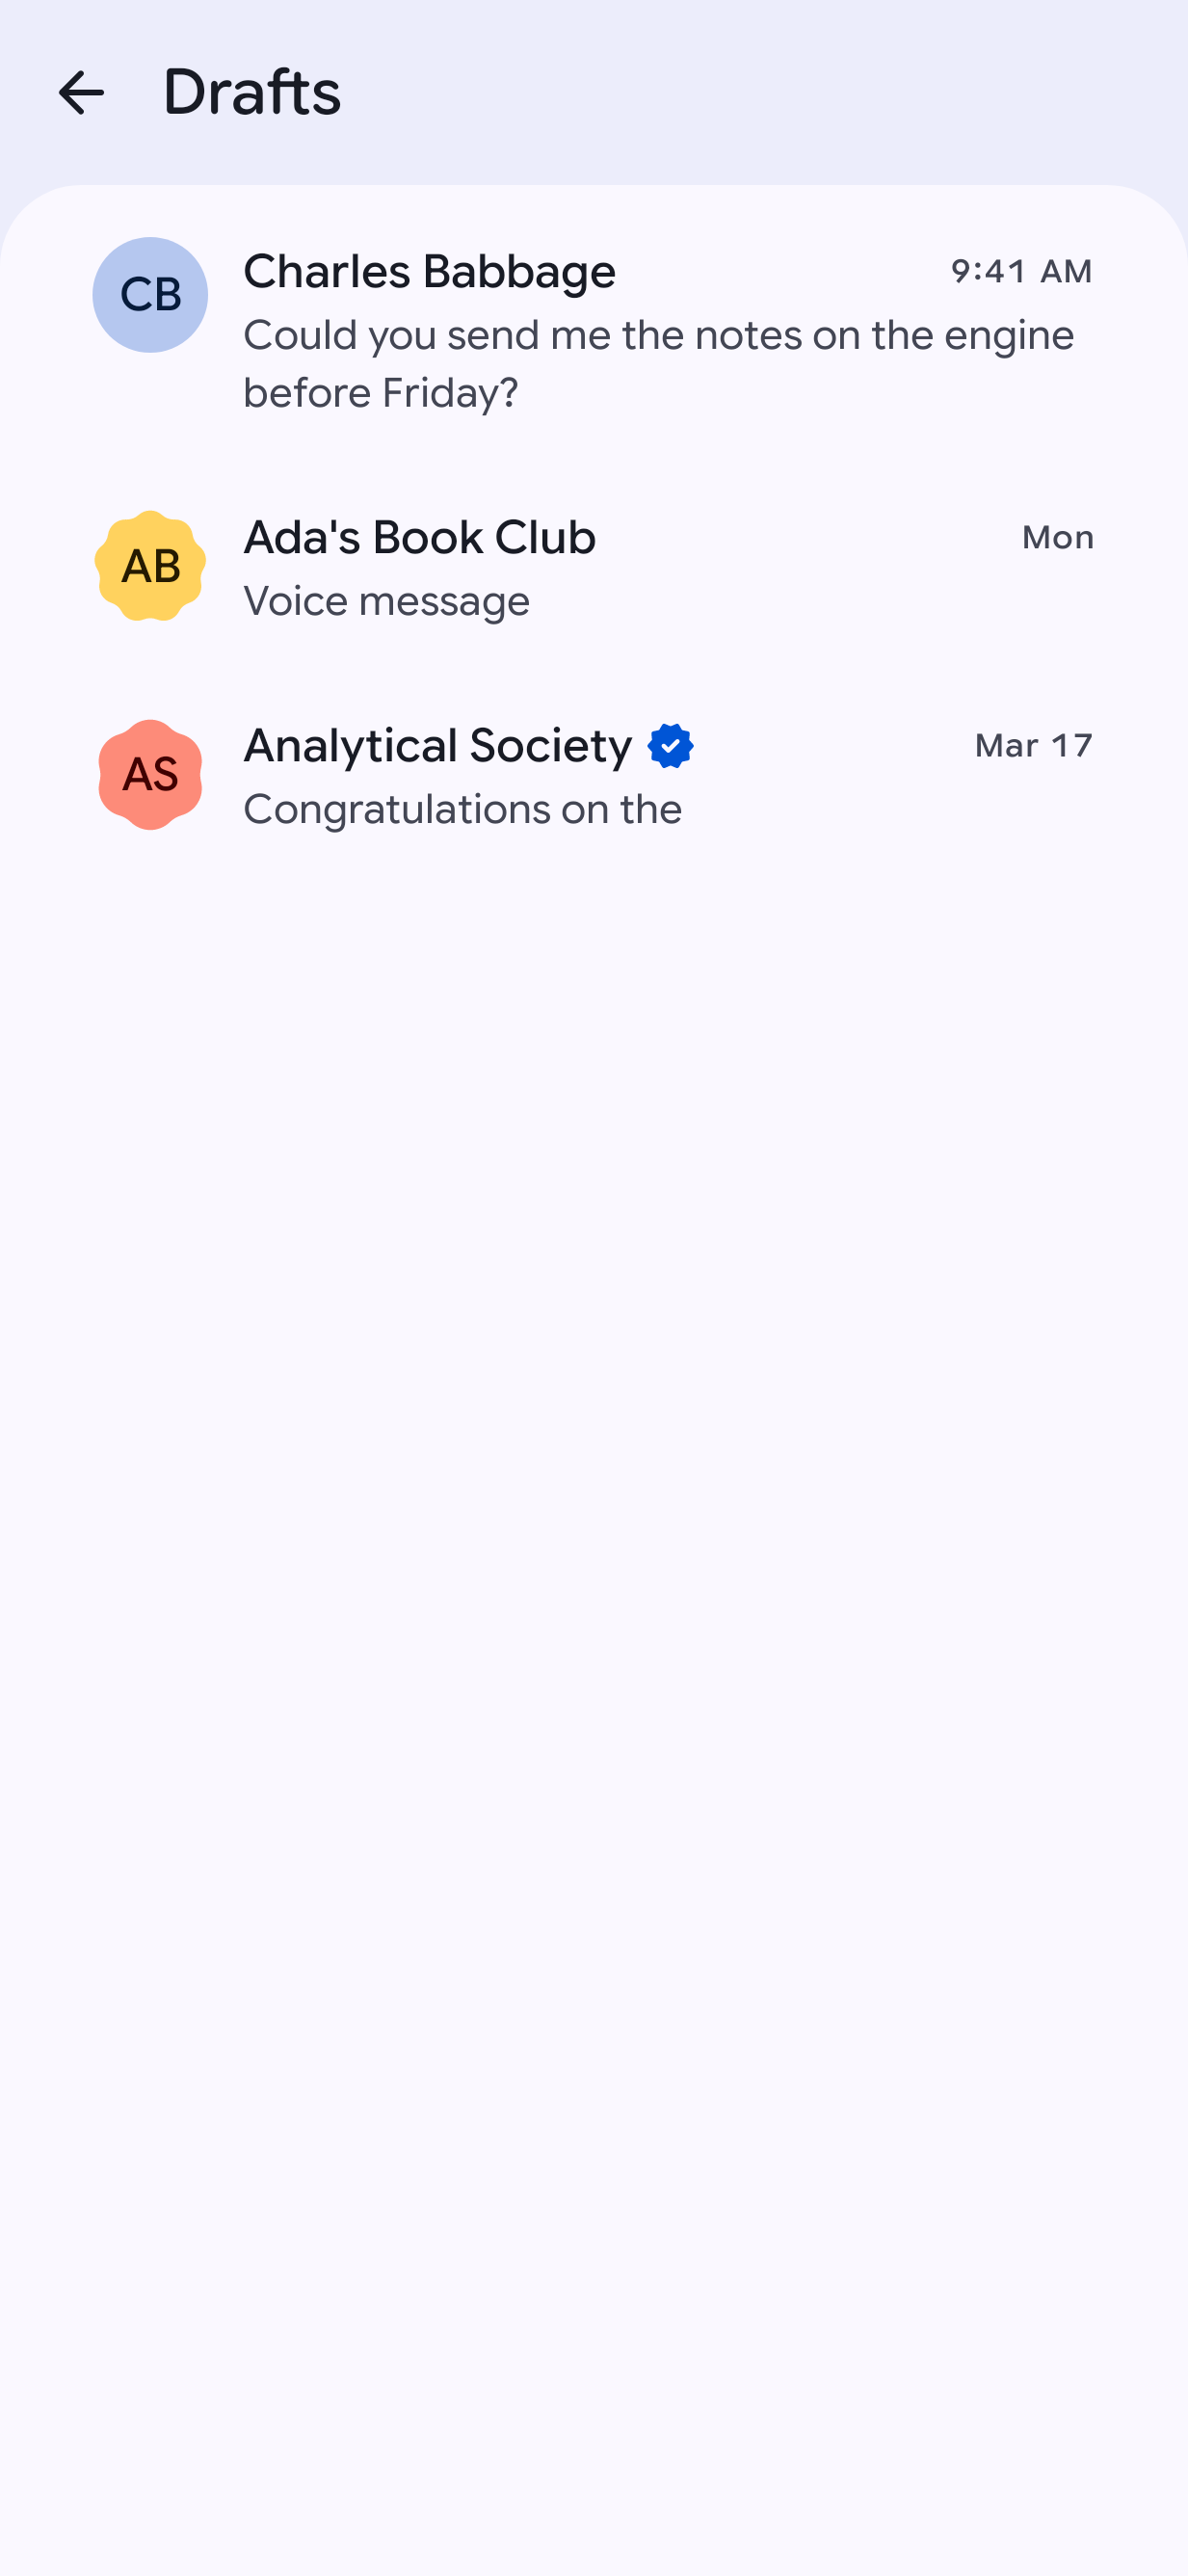 Drafts
CB
Charles Babbage
9:41 AM
Could you send me the notes on the engine
before Friday?
AB
Ada's Book Club
Mon
Voice message
AS
Analytical Society
Mar 17
Congratulations on the